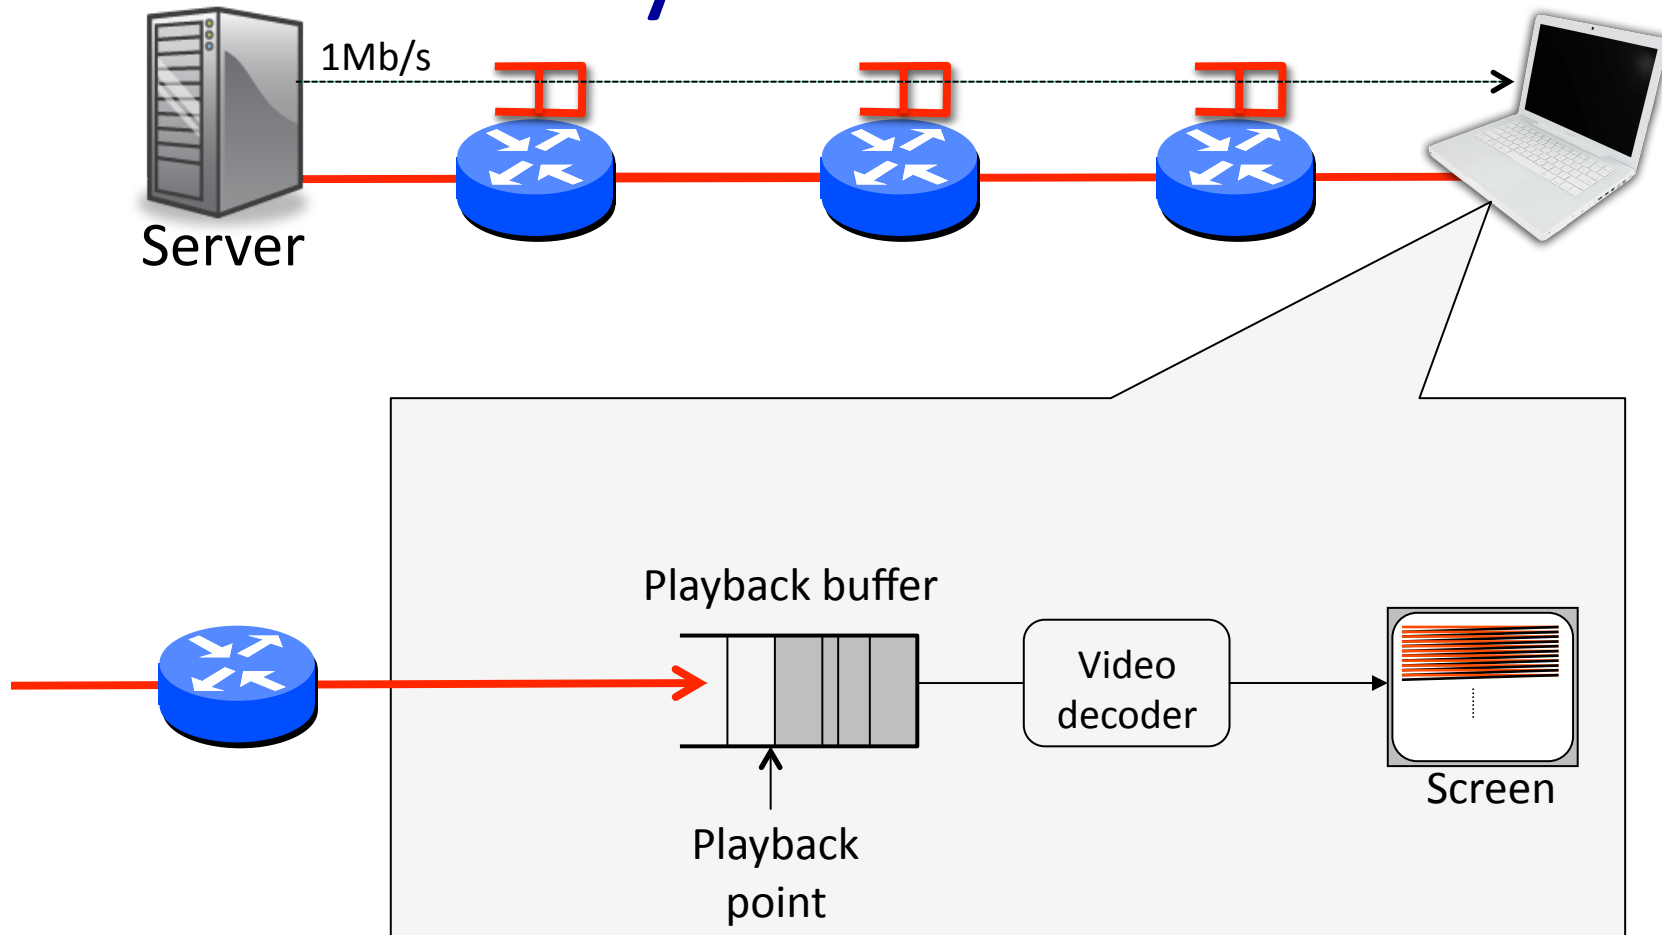 1Mb/s
Server
Playback buffer
Video
decoder
Screen
Playback
point